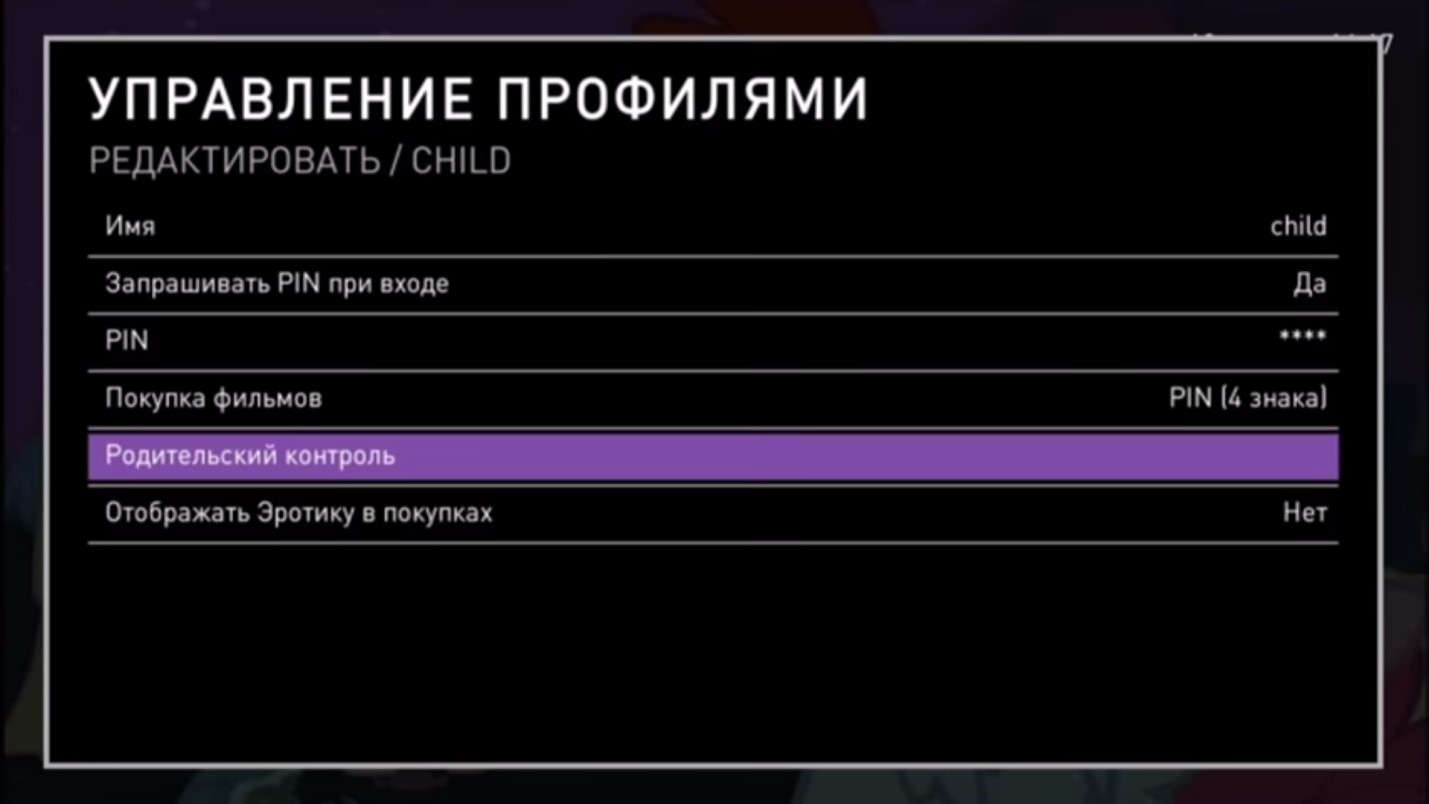 УПРАВЛЕНИЕ ПРОФИЛЯМИ
РЕДАКТИРОВАТЬ / CHILD
Имя child
Запрашивать PIN при входе Да
PIN ****
Покупка фильмов PIN (4 знака)
Родительский контроль
Отображать Эротику в покупках Нет